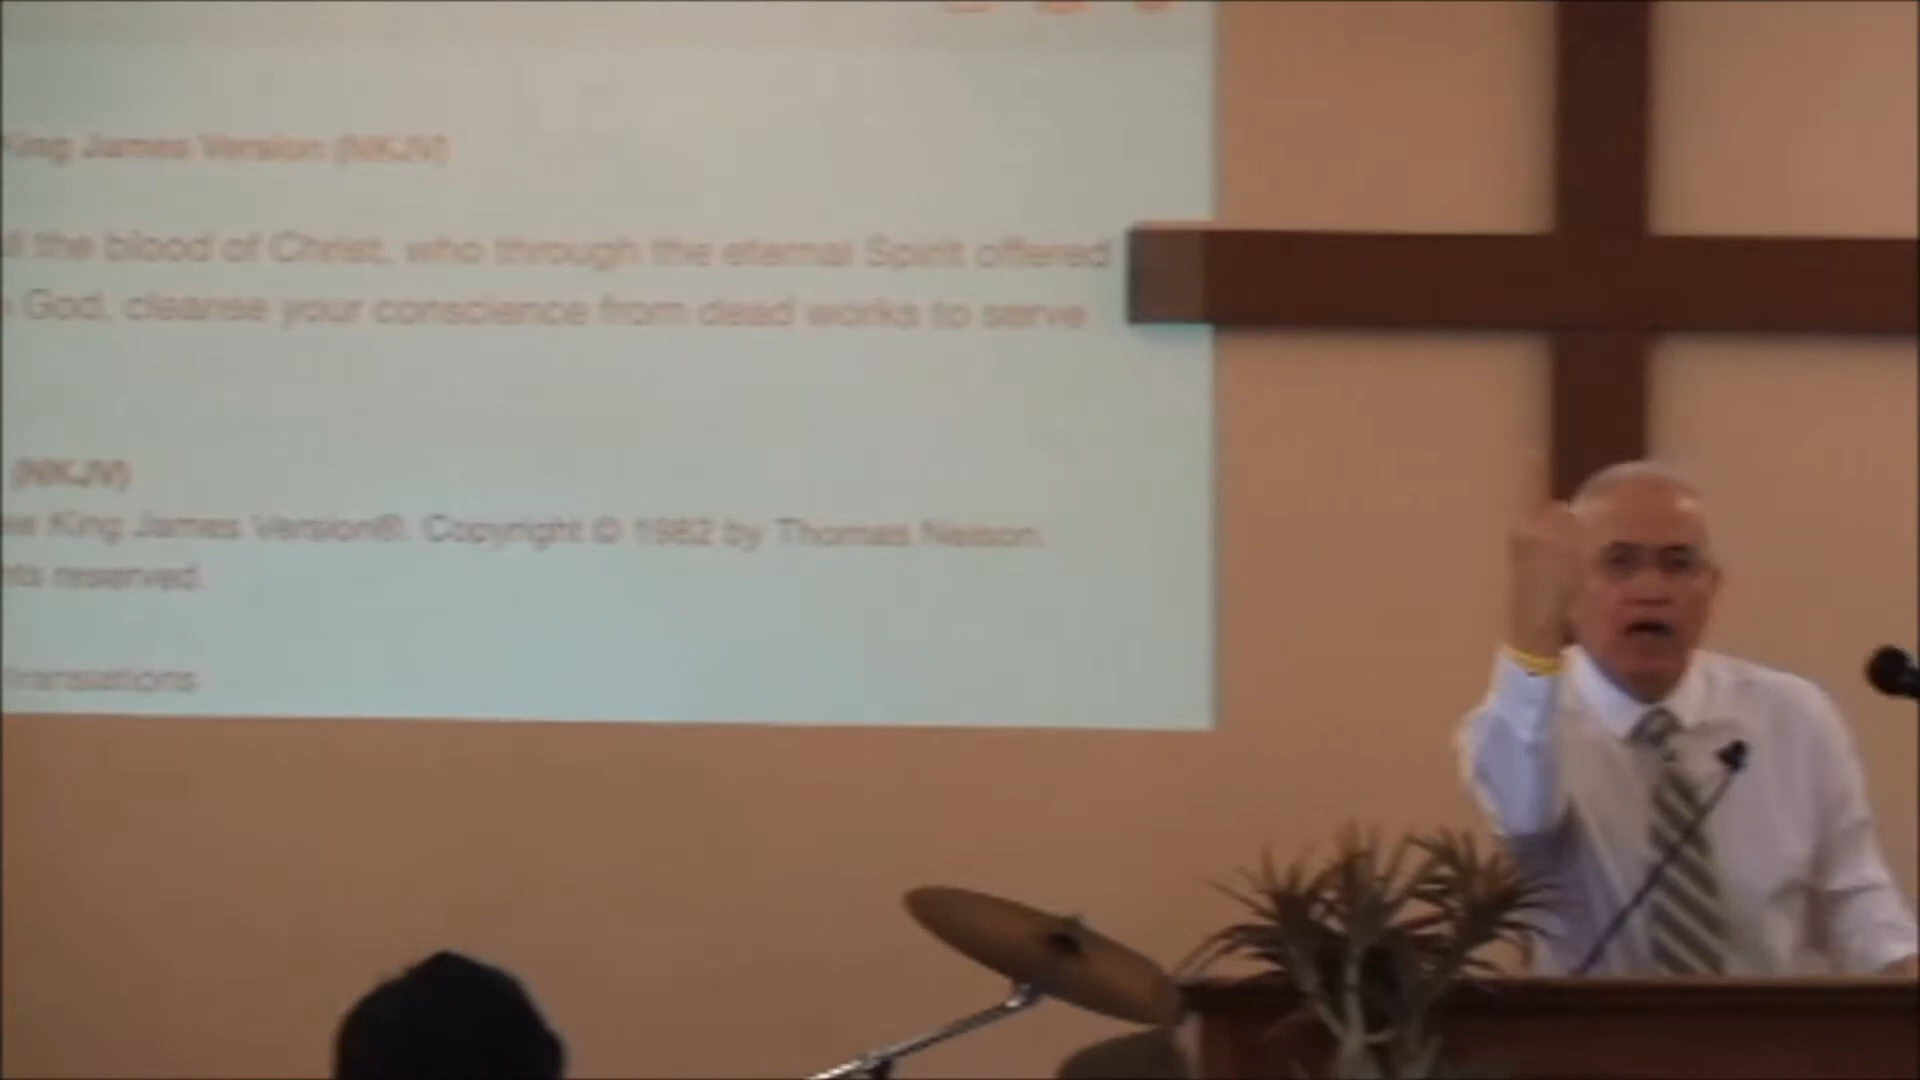 King James Version (NKJV)
the blood of Christ, who through the eternal Spirit offered
God, cleanse your conscience from dead works to serve
(NKJV)
King James Version®. Copyright © 1982 by Thomas Nelson.
reserved.
translations